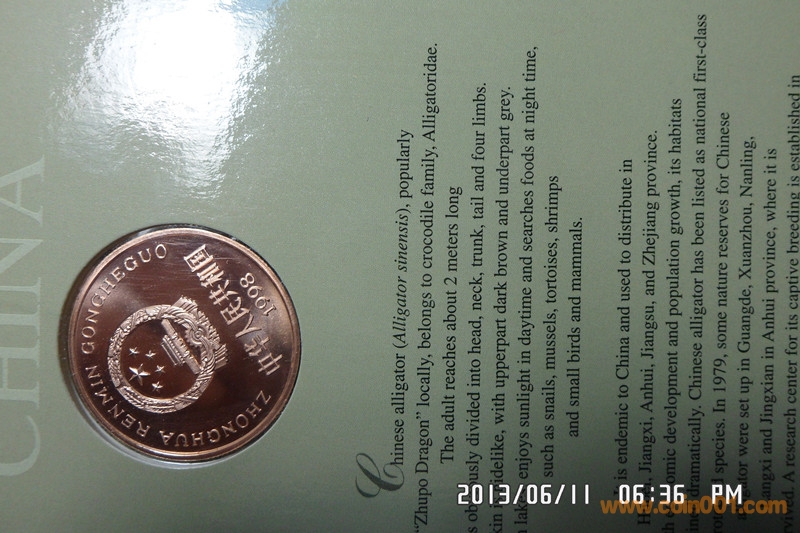 CHINA
ZHONGHUA RENMIN GONGHEGUO
中华人民共和国
1998
Chinese alligator (Alligator sinensis), popularly
"Zhupo Dragon" locally, belongs to crocodile family, Alligatoridae.
The adult reaches about 2 meters long
obviously divided into head, neck, trunk, tail and four limbs.
with upperpart dark brown and underpart grey.
enjoys sunlight in daytime and searches foods at night time,
such as snails, mussels, tortoises, shrimps
and small birds and mammals.
is endemic to China and used to distribute in
Jiangxi, Anhui, Jiangsu, and Zhejiang province.
economic development and population growth, its habitats
dramatically. Chinese alligator has been listed as national first-class
species. In 1979, some nature reserves for Chinese
alligator were set up in Guangde, Xuanzhou, Nanling,
and Jingxian in Anhui province, where it is
A research center for its captive breeding is established in
2013/06/11 06:36 PM
www.coin001.com